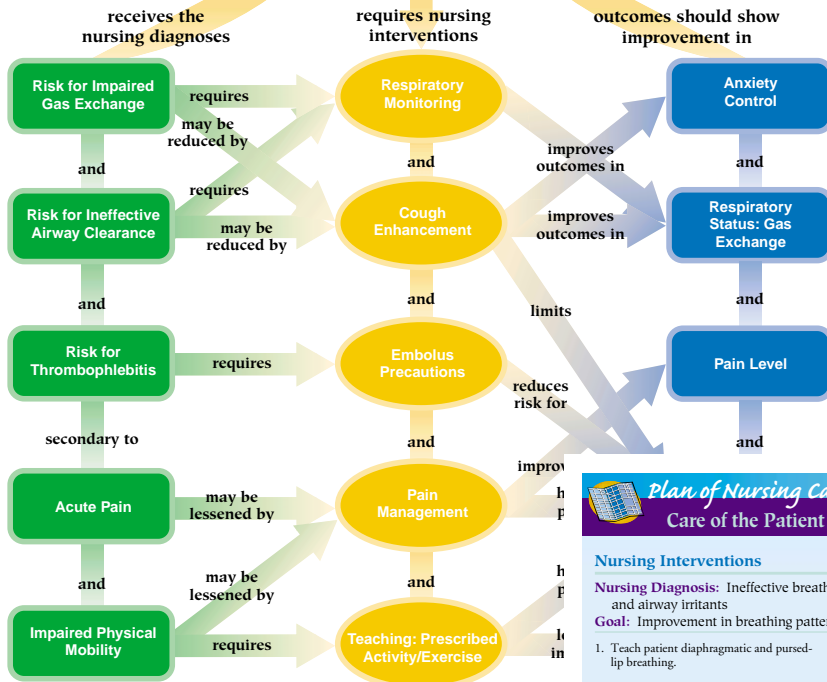 receives the
nursing diagnoses
requires nursing
interventions
outcomes should show
improvement in
Risk for Impaired
Gas Exchange
requires
may be
reduced by
Respiratory
Monitoring
Anxiety
Control
and
and
improves
outcomes in
and
requires
Risk for Ineffective
Airway Clearance
may be
reduced by
Cough
Enhancement
improves
outcomes in
Respiratory
Status: Gas
Exchange
and
and
limits
and
Risk for
Thrombophlebitis
requires
Embolus
Precautions
reduces
risk for
Pain Level
secondary to
and
and
Acute Pain
may be
lessened by
Pain
Management
and
may be
lessened by
and
Impaired Physical
Mobility
requires
Teaching: Prescribed
Activity/Exercise
Plan of Nursing
Care of the Patient
Nursing Interventions
Nursing Diagnosis: Ineffective
and airway irritants
Goal: Improvement in breathing
1. Teach patient diaphragmatic and pursed-
lip breathing.